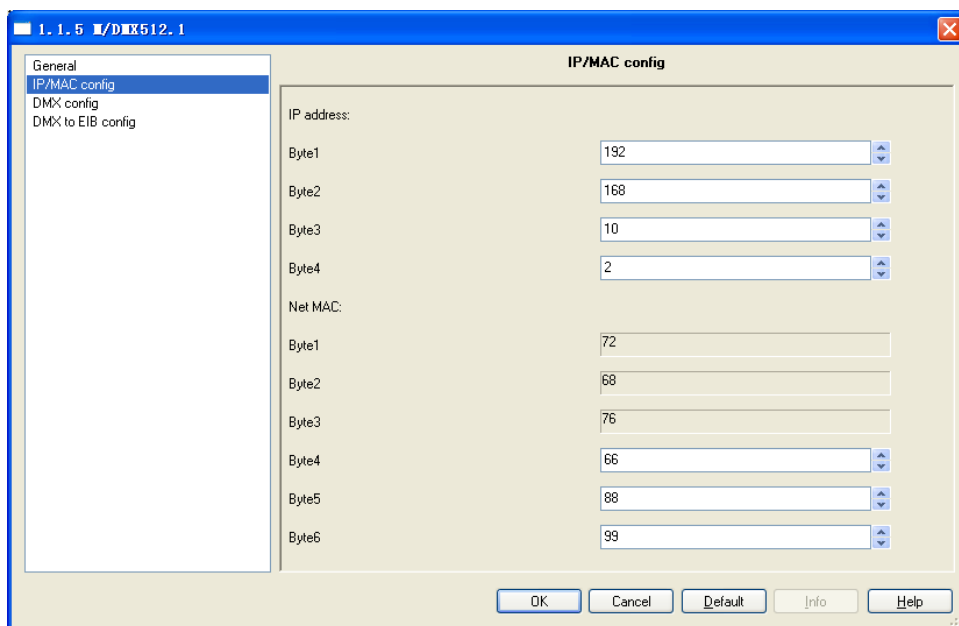 1.1.5 M/DMX512.1
General
IP/MAC config
DMX config
DMX to EIB config
IP/MAC config
IP address:
Byte1 192
Byte2 168
Byte3 10
Byte4 2
Net MAC:
Byte1 72
Byte2 68
Byte3 76
Byte4 66
Byte5 88
Byte6 99
OK Cancel Default Info Help